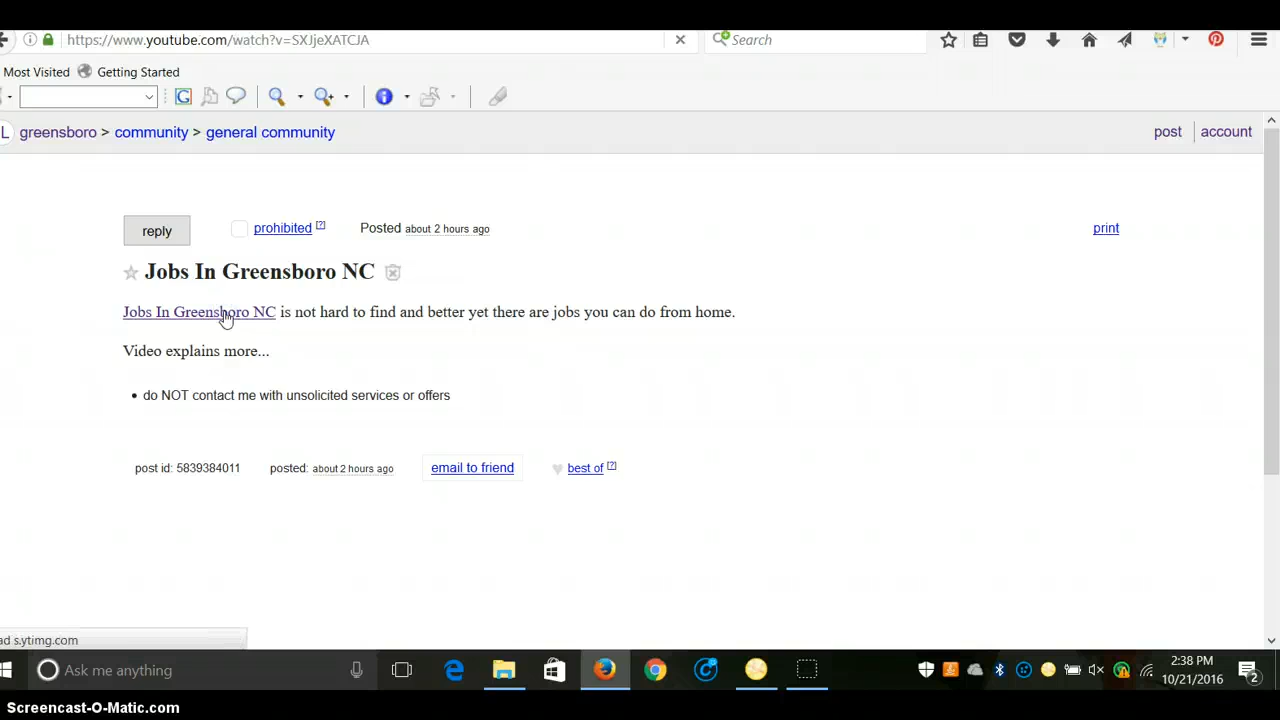 https://www.youtube.com/watch?v=SXJjeXATCJA
Search
Most Visited Getting Started
L greensboro > community > general community
post account
reply prohibited [?] Posted about 2 hours ago print
Jobs In Greensboro NC
Jobs In Greensboro NC is not hard to find and better yet there are jobs you can do from home.
Video explains more...
• do NOT contact me with unsolicited services or offers
post id: 5839384011 posted: about 2 hours ago email to friend best of [?]
ad s.ytimg.com
Ask me anything
2:38 PM
10/21/2016
2
Screencast-O-Matic.com